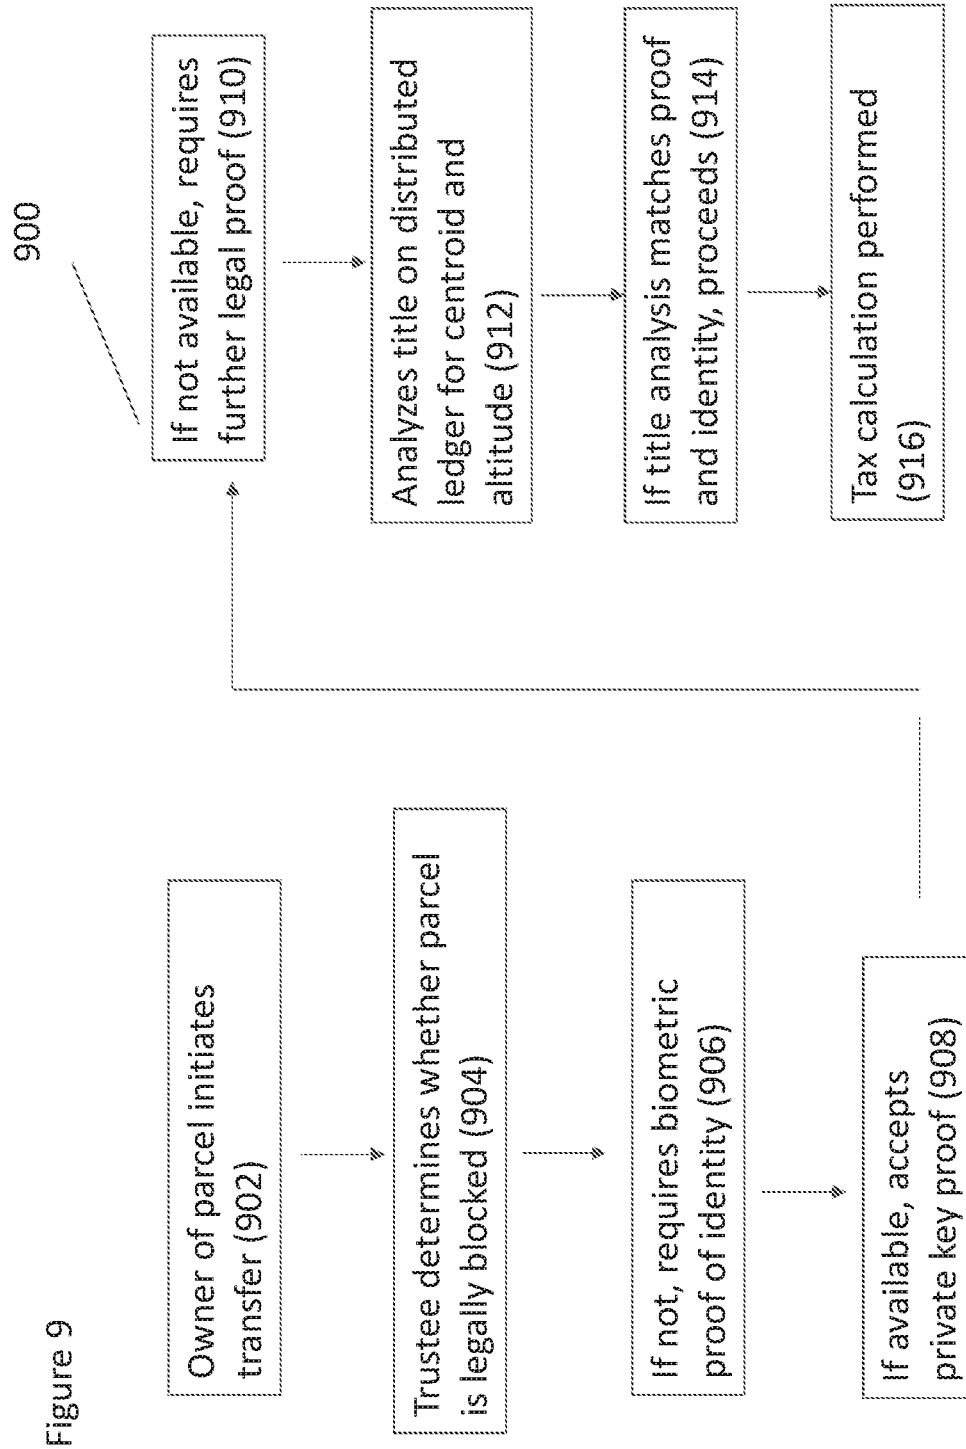 Figure 9
900
Owner of parcel initiates
transfer (902)
Trustee determines whether parcel
is legally blocked (904)
If not, requires biometric
proof of identity (906)
If available, accepts
private key proof (908)
If not available, requires
further legal proof (910)
Analyzes title on distributed
ledger for centroid and
altitude (912)
If title analysis matches proof
and identity, proceeds (914)
Tax calculation performed
(916)